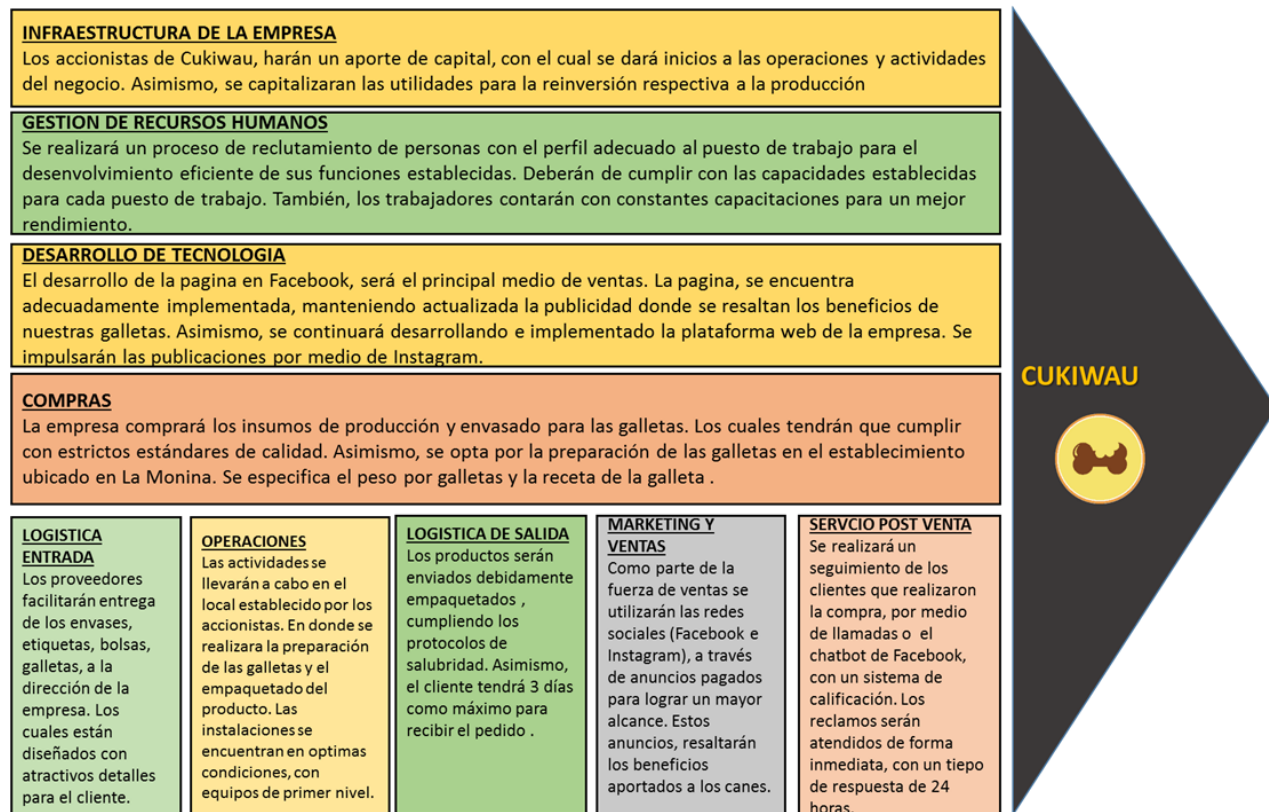 INFRAESTRUCTURA DE LA EMPRESA
Los accionistas de Cukiwau, harán un aporte de capital, con el cual se dará inicios a las operaciones y actividades
del negocio. Asimismo, se capitalizaran las utilidades para la reinversión respectiva a la producción
GESTION DE RECURSOS HUMANOS
Se realizará un proceso de reclutamiento de personas con el perfil adecuado al puesto de trabajo para el
desenvolvimiento eficiente de sus funciones establecidas. Deberán de cumplir con las capacidades establecidas
para cada puesto de trabajo. También, los trabajadores contarán con constantes capacitaciones para un mejor
rendimiento.
DESARROLLO DE TECNOLOGIA
El desarrollo de la pagina en Facebook, será el principal medio de ventas. La pagina, se encuentra
adecuadamente implementada, manteniendo actualizada la publicidad donde se resaltan los beneficios de
nuestras galletas. Asimismo, se continuará desarrollando e implementado la plataforma web de la empresa. Se
impulsarán las publicaciones por medio de Instagram.
COMPRAS
La empresa comprará los insumos de producción y envasado para las galletas. Los cuales tendrán que cumplir
con estrictos estándares de calidad. Asimismo, se opta por la preparación de las galletas en el establecimiento
ubicado en La Monina. Se especifica el peso por galletas y la receta de la galleta .
CUKIWAU
LOGISTICA
ENTRADA
Los proveedores
facilitarán entrega
de los envases,
etiquetas, bolsas,
galletas, a la
dirección de la
empresa. Los
cuales están
diseñados con
atractivos detalles
para el cliente.
OPERACIONES
Las actividades se
llevarán a cabo en el
local establecido por los
accionistas. En donde se
realizara la preparación
de las galletas y el
empaquetado del
producto. Las
instalaciones se
encuentran en optimas
condiciones, con
equipos de primer nivel.
LOGISTICA DE SALIDA
Los productos serán
enviados debidamente
empaquetados ,
cumpliendo los
protocolos de
salubridad. Asimismo,
el cliente tendrá 3 días
como máximo para
recibir el pedido .
MARKETING Y
VENTAS
Como parte de la
fuerza de ventas se
utilizarán las redes
sociales (Facebook e
Instagram), a través
de anuncios pagados
para lograr un mayor
alcance. Estos
anuncios, resaltarán
los beneficios
aportados a los canes.
SERVCIO POST VENTA
Se realizará un
seguimiento de los
clientes que realizaron
la compra, por medio
de llamadas o el
chatbot de Facebook,
con un sistema de
calificación. Los
reclamos serán
atendidos de forma
inmediata, con un tiepo
de respuesta de 24
horas.